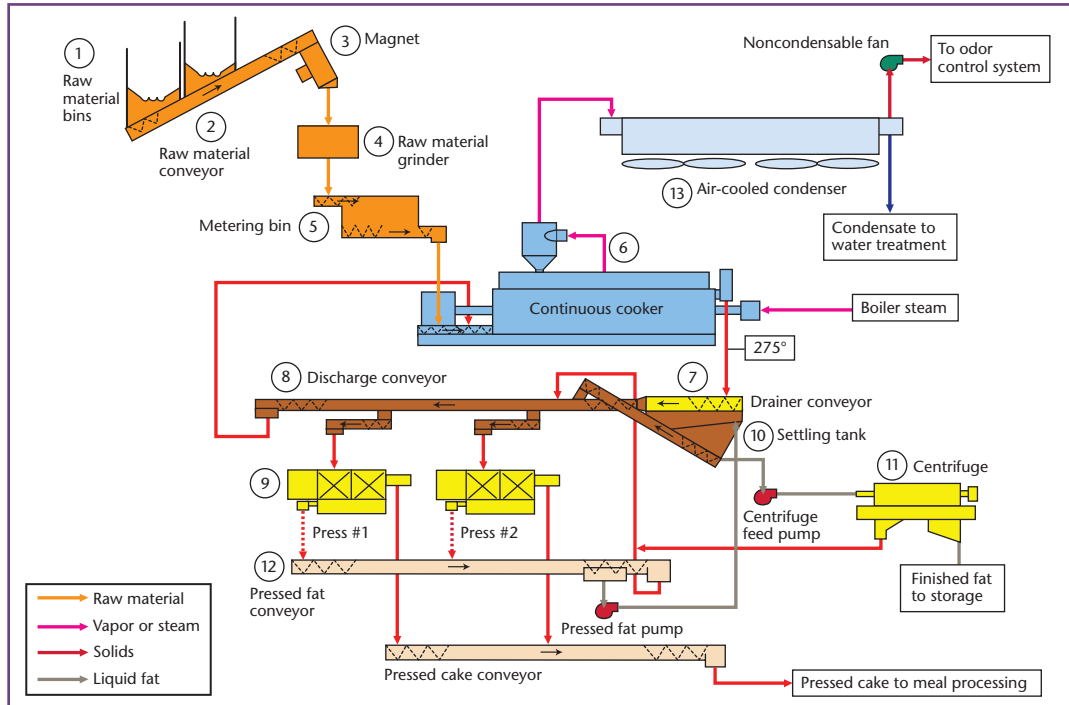 1
Raw
material
bins
2
Raw material
conveyor
3
Magnet
4
Raw material
grinder
Metering bin
5
Noncondensable fan
To odor
control system
13
Air-cooled condenser
Condensate to
water treatment
6
Continuous cooker
Boiler steam
275°
7
Drainer conveyor
8
Discharge conveyor
10
Settling tank
11
Centrifuge
Centrifuge
feed pump
Finished fat
to storage
9
Press #1
Press #2
12
Pressed fat
conveyor
Pressed fat pump
Pressed cake conveyor
Pressed cake to meal processing
Raw material
Vapor or steam
Solids
Liquid fat